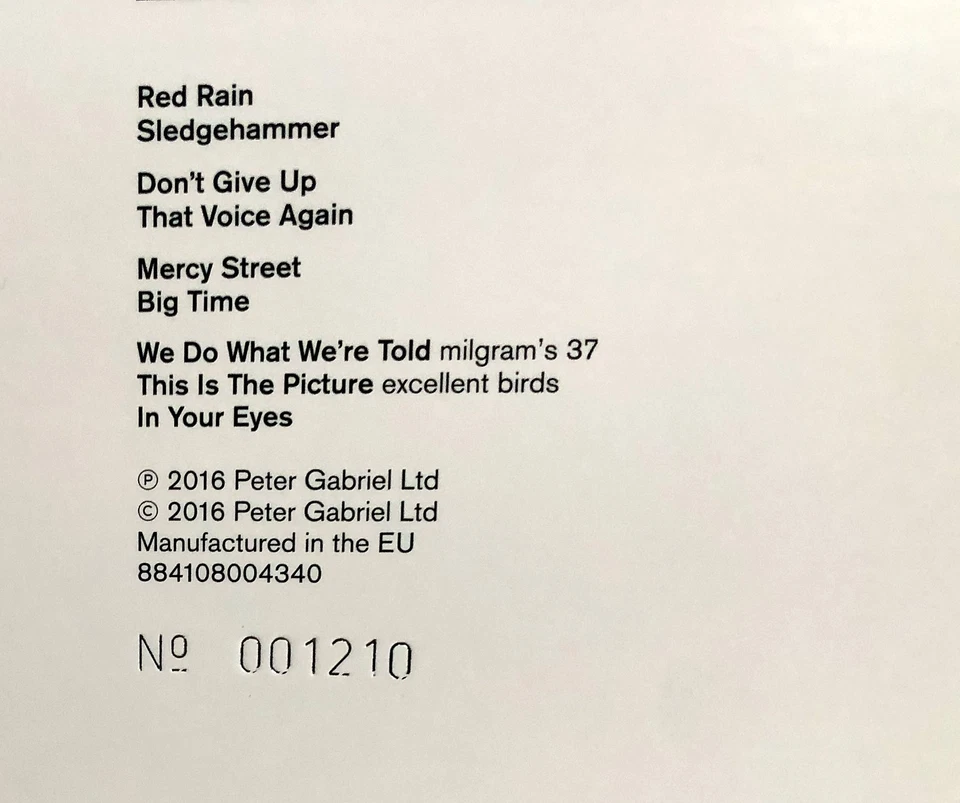 Red Rain
Sledgehammer
Don't Give Up
That Voice Again
Mercy Street
Big Time
We Do What We're Told milgram's 37
This Is The Picture excellent birds
In Your Eyes
℗ 2016 Peter Gabriel Ltd
© 2016 Peter Gabriel Ltd
Manufactured in the EU
884108004340
Nº 001210